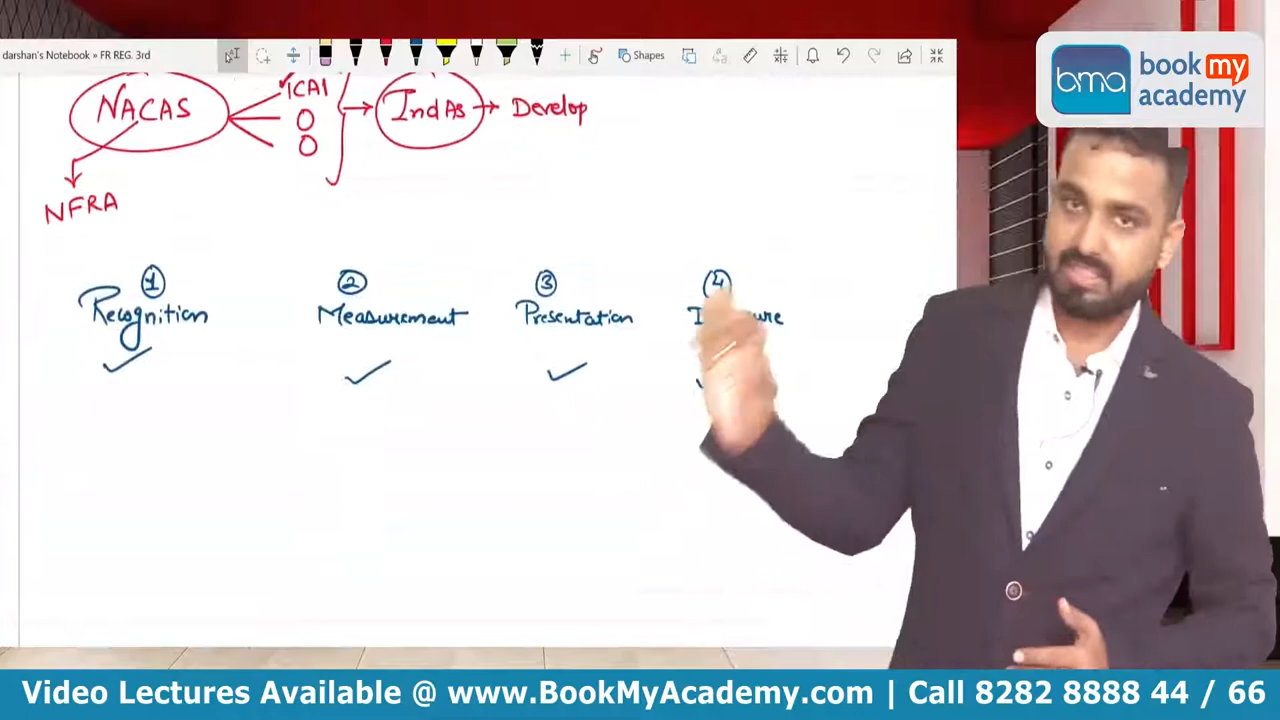 darshan's Notebook » FR REG. 3rd
Shapes
bma
book my
academy
NACAS
ICAI
IndAs → Develop
NFRA
① ② ③ ④
Recognition Measurement Presentation
Video Lectures Available @ www.BookMyAcademy.com | Call 8282 8888 44 / 66